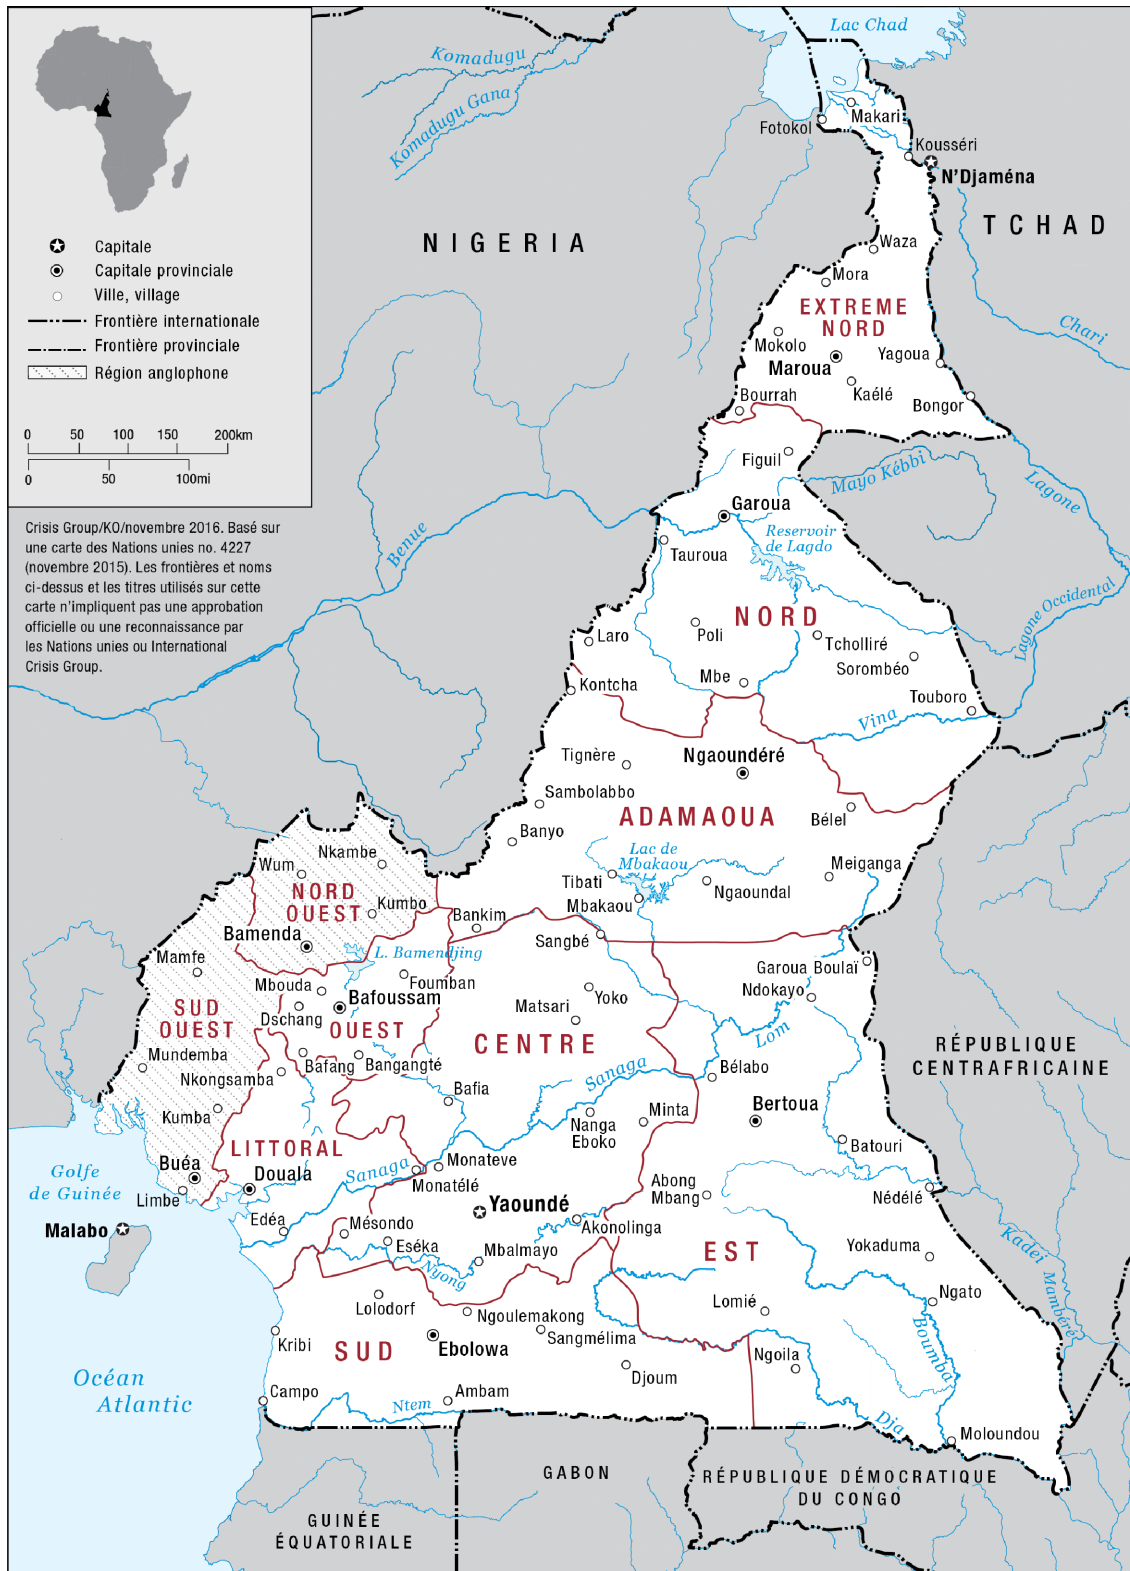 Lac Chad
Komadugu
Komadugu Gana
Makari
Fotokol
Kousséri
N'Djaména
TCHAD
NIGERIA
Capitale
Capitale provinciale
Ville, village
Frontière internationale
Frontière provinciale
Région anglophone
0 50 100 150 200km
0 50 100mi
Waza
Mora
EXTREME
NORD
Mokolo
Maroua
Yagoua
Kaélé
Bourrah
Bongor
Chari
Figuil
Mayo Kébbi
Lagone
Garoua
Benue
Reservoir
de Lagdo
Tauroua
Lagone Occidental
Crisis Group/KO/novembre 2016. Basé sur
une carte des Nations unies no. 4227
(novembre 2015). Les frontières et noms
ci-dessus et les titres utilisés sur cette
carte n'impliquent pas une approbation
officielle ou une reconnaissance par
les Nations unies ou International
Crisis Group.
NORD
Laro
Poli
Tcholliré
Sorombéo
Mbe
Kontcha
Touboro
Vina
Tignère
Ngaoundéré
Sambolabbo
ADAMAOUA
Bélel
Banyo
Lac de
Mbakaou
Meiganga
Tibati
Ngaoundal
Mbakaou
Nkambe
Wum
NORD
OUEST
Kumbo
Bankim
Bamenda
Sangbé
L. Bamendjing
Mamfe
Garoua Boulaï
Foumban
Mbouda
Ndokayo
Yoko
Bafoussam
Matsari
Dschang
SUD
OUEST
OUEST
CENTRE
Lom
RÉPUBLIQUE
CENTRAFRICAINE
Mundemba
Nkongsamba
Bafang
Bangangté
Sanaga
Bélabo
Bafia
Kumba
Nanga
Eboko
Minta
Bertoua
Batouri
LITTORAL
Buéa
Douala
Sanaga
Monateve
Monatélé
Golfe
de Guinée
Limbe
Abong
Mbang
Nédélé
Malabo
Edéa
Mésondo
Yaoundé
Akonolinga
Eséka
Mbalmayo
Nyong
EST
Yokaduma
Kadei
Mambéré
Lolodorf
Ngoulemakong
Lomié
Ngato
Kribi
SUD
Ebolowa
Sangmélima
Boumba
Ngoila
Djoum
Océan
Atlantic
Campo
Ntem
Ambam
Dja
Moloundou
GABON
RÉPUBLIQUE DÉMOCRATIQUE
DU CONGO
GUINÉE
ÉQUATORIALE